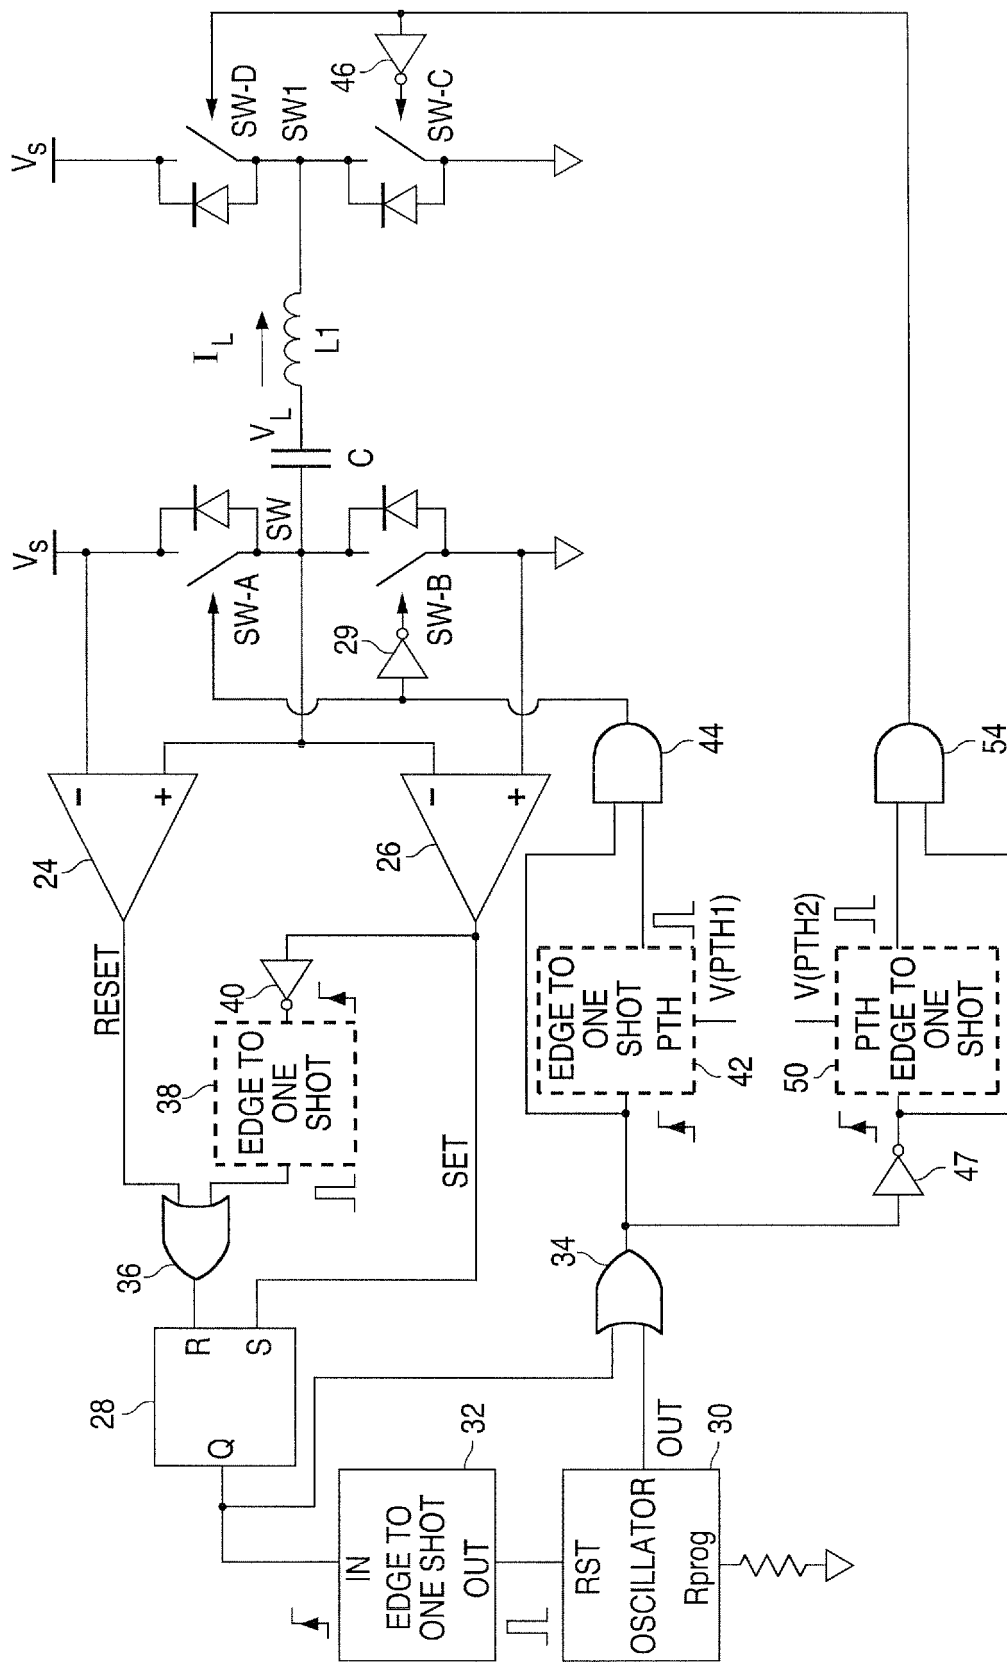 V_S
SW-D
SW1
SW-C
46
I_L
L1
V_L
C
V_S
SW-A
SW
SW-B
29
24
-
+
26
-
+
RESET
40
38
EDGE TO
ONE
SHOT
SET
36
R
S
28
Q
44
EDGE TO
ONE
SHOT
PTH
V(PTH1)
42
54
V(PTH2)
50
PTH
EDGE TO
ONE
SHOT
47
34
32
IN
EDGE TO
ONE SHOT
OUT
30
OUT
RST
OSCILLATOR
Rprog